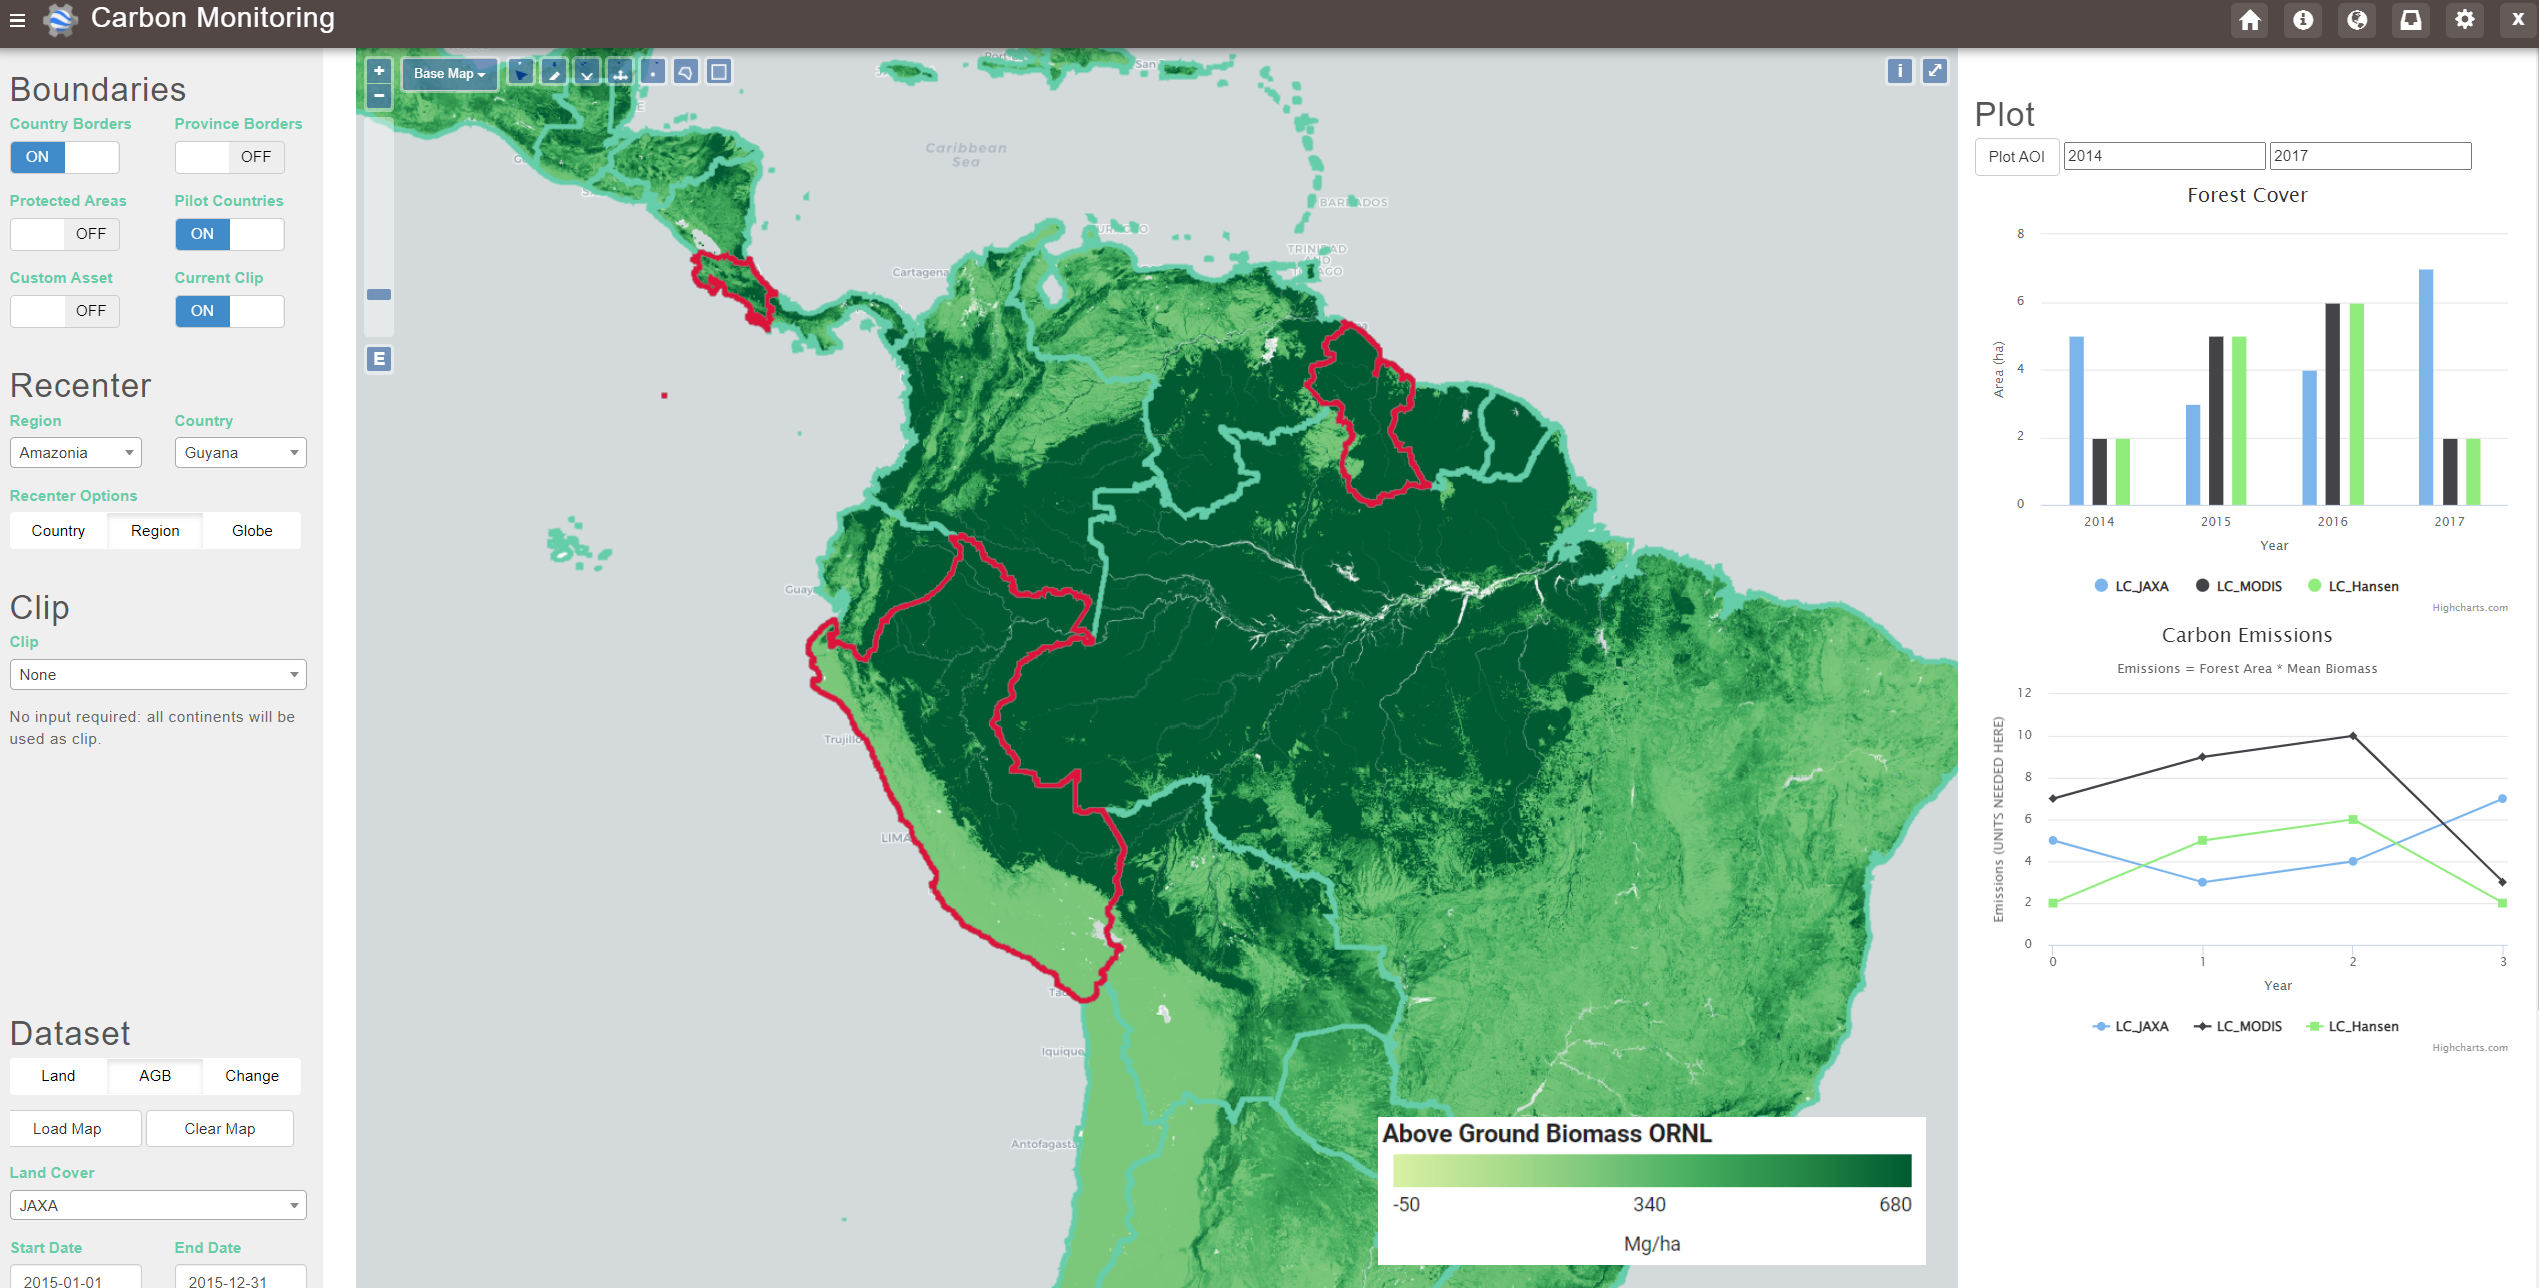 Carbon Monitoring
x
Boundaries
Country Borders
Province Borders
ON
OFF
Protected Areas
Pilot Countries
OFF
ON
Custom Asset
Current Clip
OFF
ON
Recenter
Region
Country
Amazonia
Guyana
Recenter Options
Country
Region
Globe
Clip
Clip
None
No input required: all continents will be
used as clip.
Dataset
Land
AGB
Change
Load Map
Clear Map
Land Cover
JAXA
Start Date
End Date
2015-01-01
2015-12-31
+
−
Base Map
i
E
San
Caribbean
Sea
BARBADOS
TRINIDAD
AND
TOBAGO
Cartagena
Guay
Trujillo
LIMA
Iquique
Antofagasta
Above Ground Biomass ORNL
-50
340
680
Mg/ha
Plot
Plot AOI
2014
2017
Forest Cover
8
6
4
2
0
Area (ha)
2014
2015
2016
2017
Year
LC_JAXA
LC_MODIS
LC_Hansen
Highcharts.com
Carbon Emissions
Emissions = Forest Area * Mean Biomass
12
10
8
6
4
2
0
Emissions (UNITS NEEDED HERE)
0
1
2
3
Year
LC_JAXA
LC_MODIS
LC_Hansen
Highcharts.com